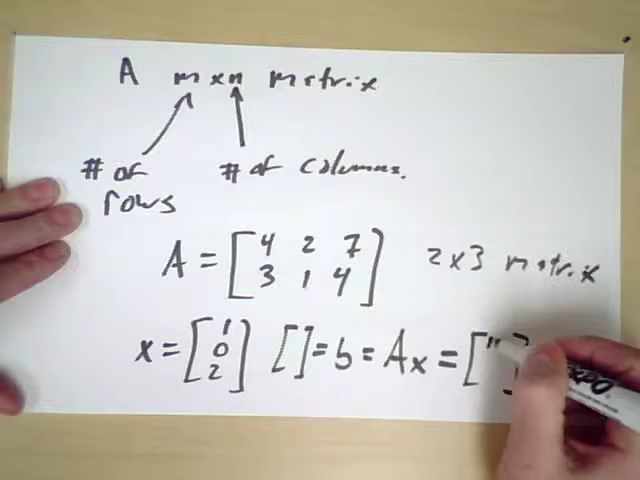 A m x n matrix
# of rows
# of columns.
A = [4 2 7
3 1 4]
2 x 3 matrix
x = [1
0
2]
[ ] = b = Ax = [